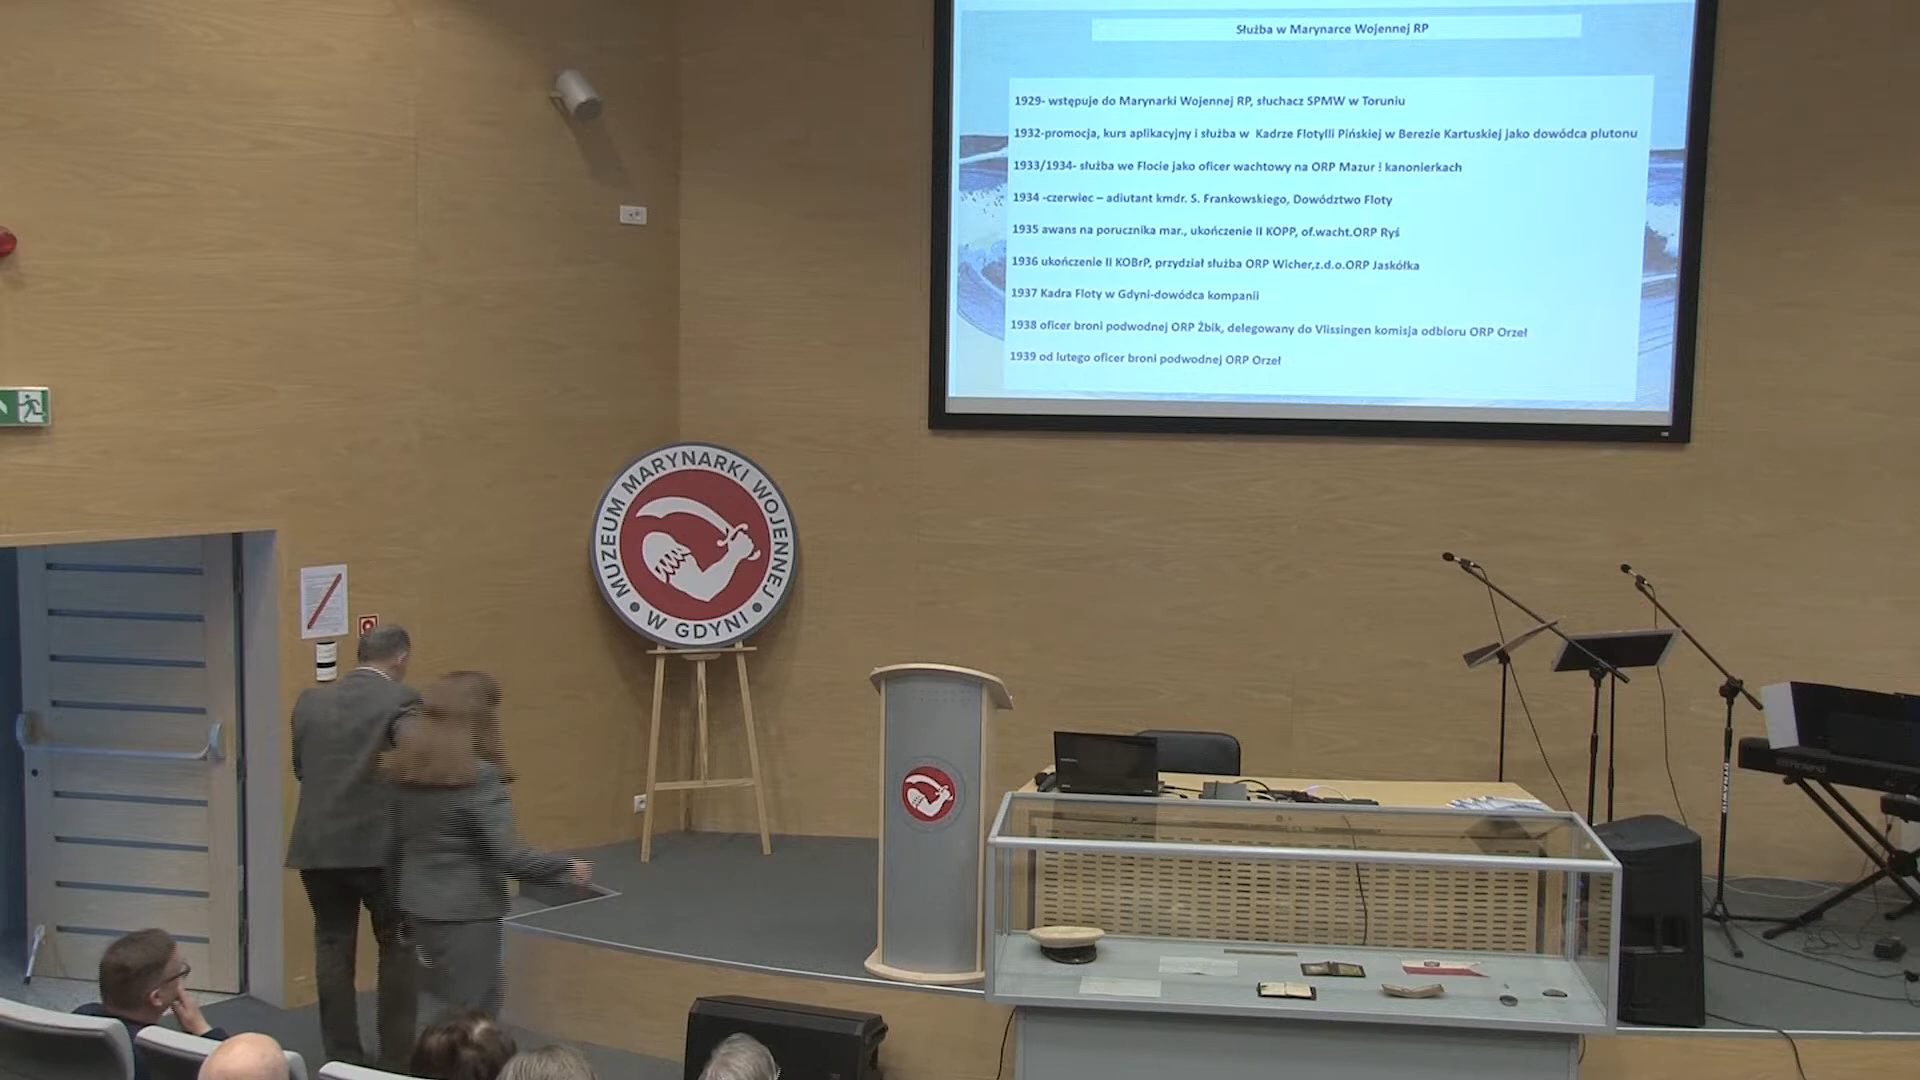 Służba w Marynarce Wojennej RP
1929- wstępuje do Marynarki Wojennej RP, słuchacz SPMW w Toruniu
1932-promocja, kurs aplikacyjny i służba w Kadrze Flotylli Pińskiej w Berezie Kartuskiej jako dowódca plutonu
1933/1934- służba we Flocie jako oficer wachtowy na ORP Mazur i kanonierkach
1934 -czerwiec – adiutant kmdr. S. Frankowskiego, Dowództwo Floty
1935 awans na porucznika mar., ukończenie II KOPP, of.wacht.ORP Ryś
1936 ukończenie II KOBrP, przydział służba ORP Wicher,z.d.o.ORP Jaskółka
1937 Kadra Floty w Gdyni-dowódca kompanii
1938 oficer broni podwodnej ORP Żbik, delegowany do Vlissingen komisja odbioru ORP Orzeł
1939 od lutego oficer broni podwodnej ORP Orzeł
MUZEUM MARYNARKI WOJENNEJ
W GDYNI
Roland